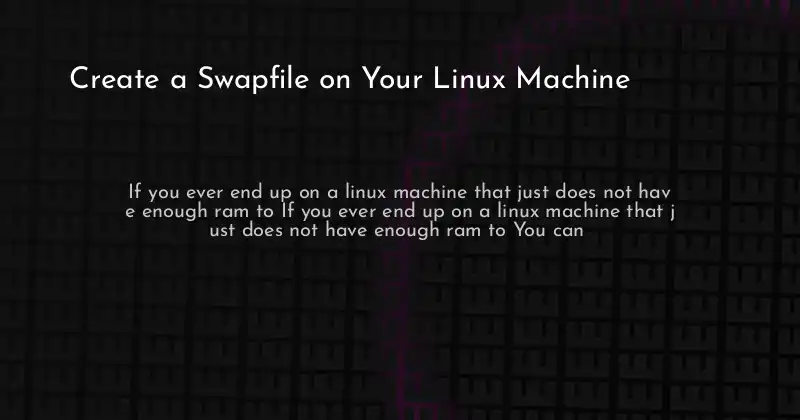 Create a Swapfile on Your Linux Machine
If you ever end up on a linux machine that just does not hav
e enough ram to If you ever end up on a linux machine that j
ust does not have enough ram to You can